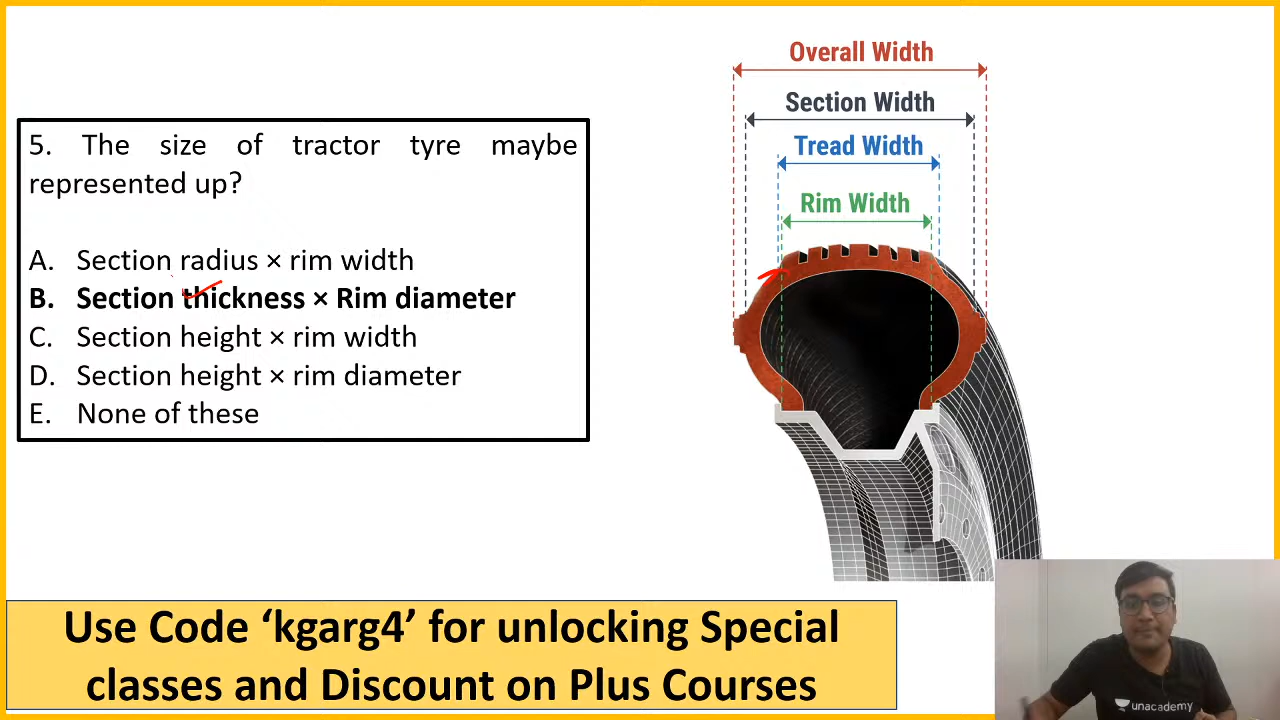 Overall Width
Section Width
Tread Width
Rim Width
5. The size of tractor tyre maybe
represented up?
A. Section radius × rim width
B. Section thickness × Rim diameter
C. Section height × rim width
D. Section height × rim diameter
E. None of these
Use Code ‘kgarg4’ for unlocking Special
classes and Discount on Plus Courses
unacademy